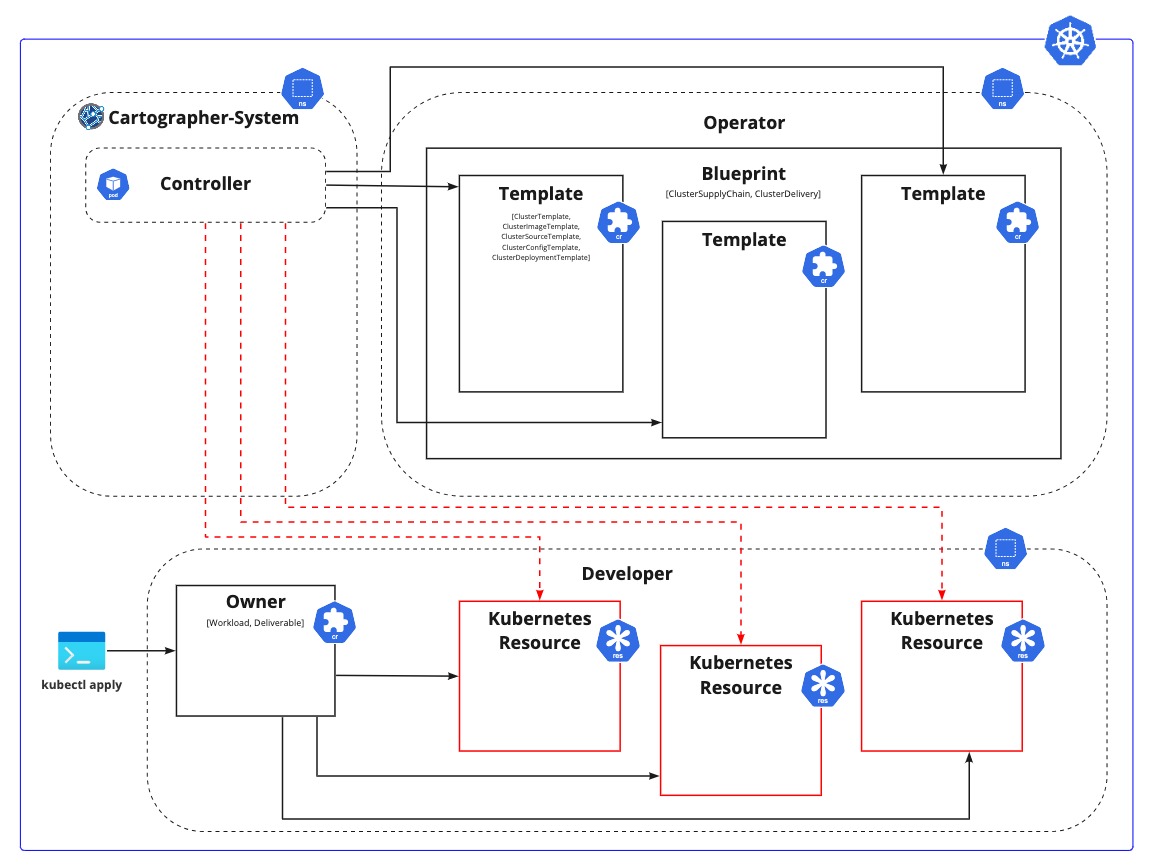 ns
ns
Cartographer-System
Operator
pod
Controller
Blueprint
[ClusterSupplyChain, ClusterDelivery]
Template
[ClusterTemplate,
ClusterImageTemplate,
ClusterSourceTemplate,
ClusterConfigTemplate,
ClusterDeploymentTemplate]
cr
Template
cr
Template
cr
ns
Developer
Owner
[Workload, Deliverable]
cr
kubectl apply
Kubernetes
Resource
res
Kubernetes
Resource
res
Kubernetes
Resource
res